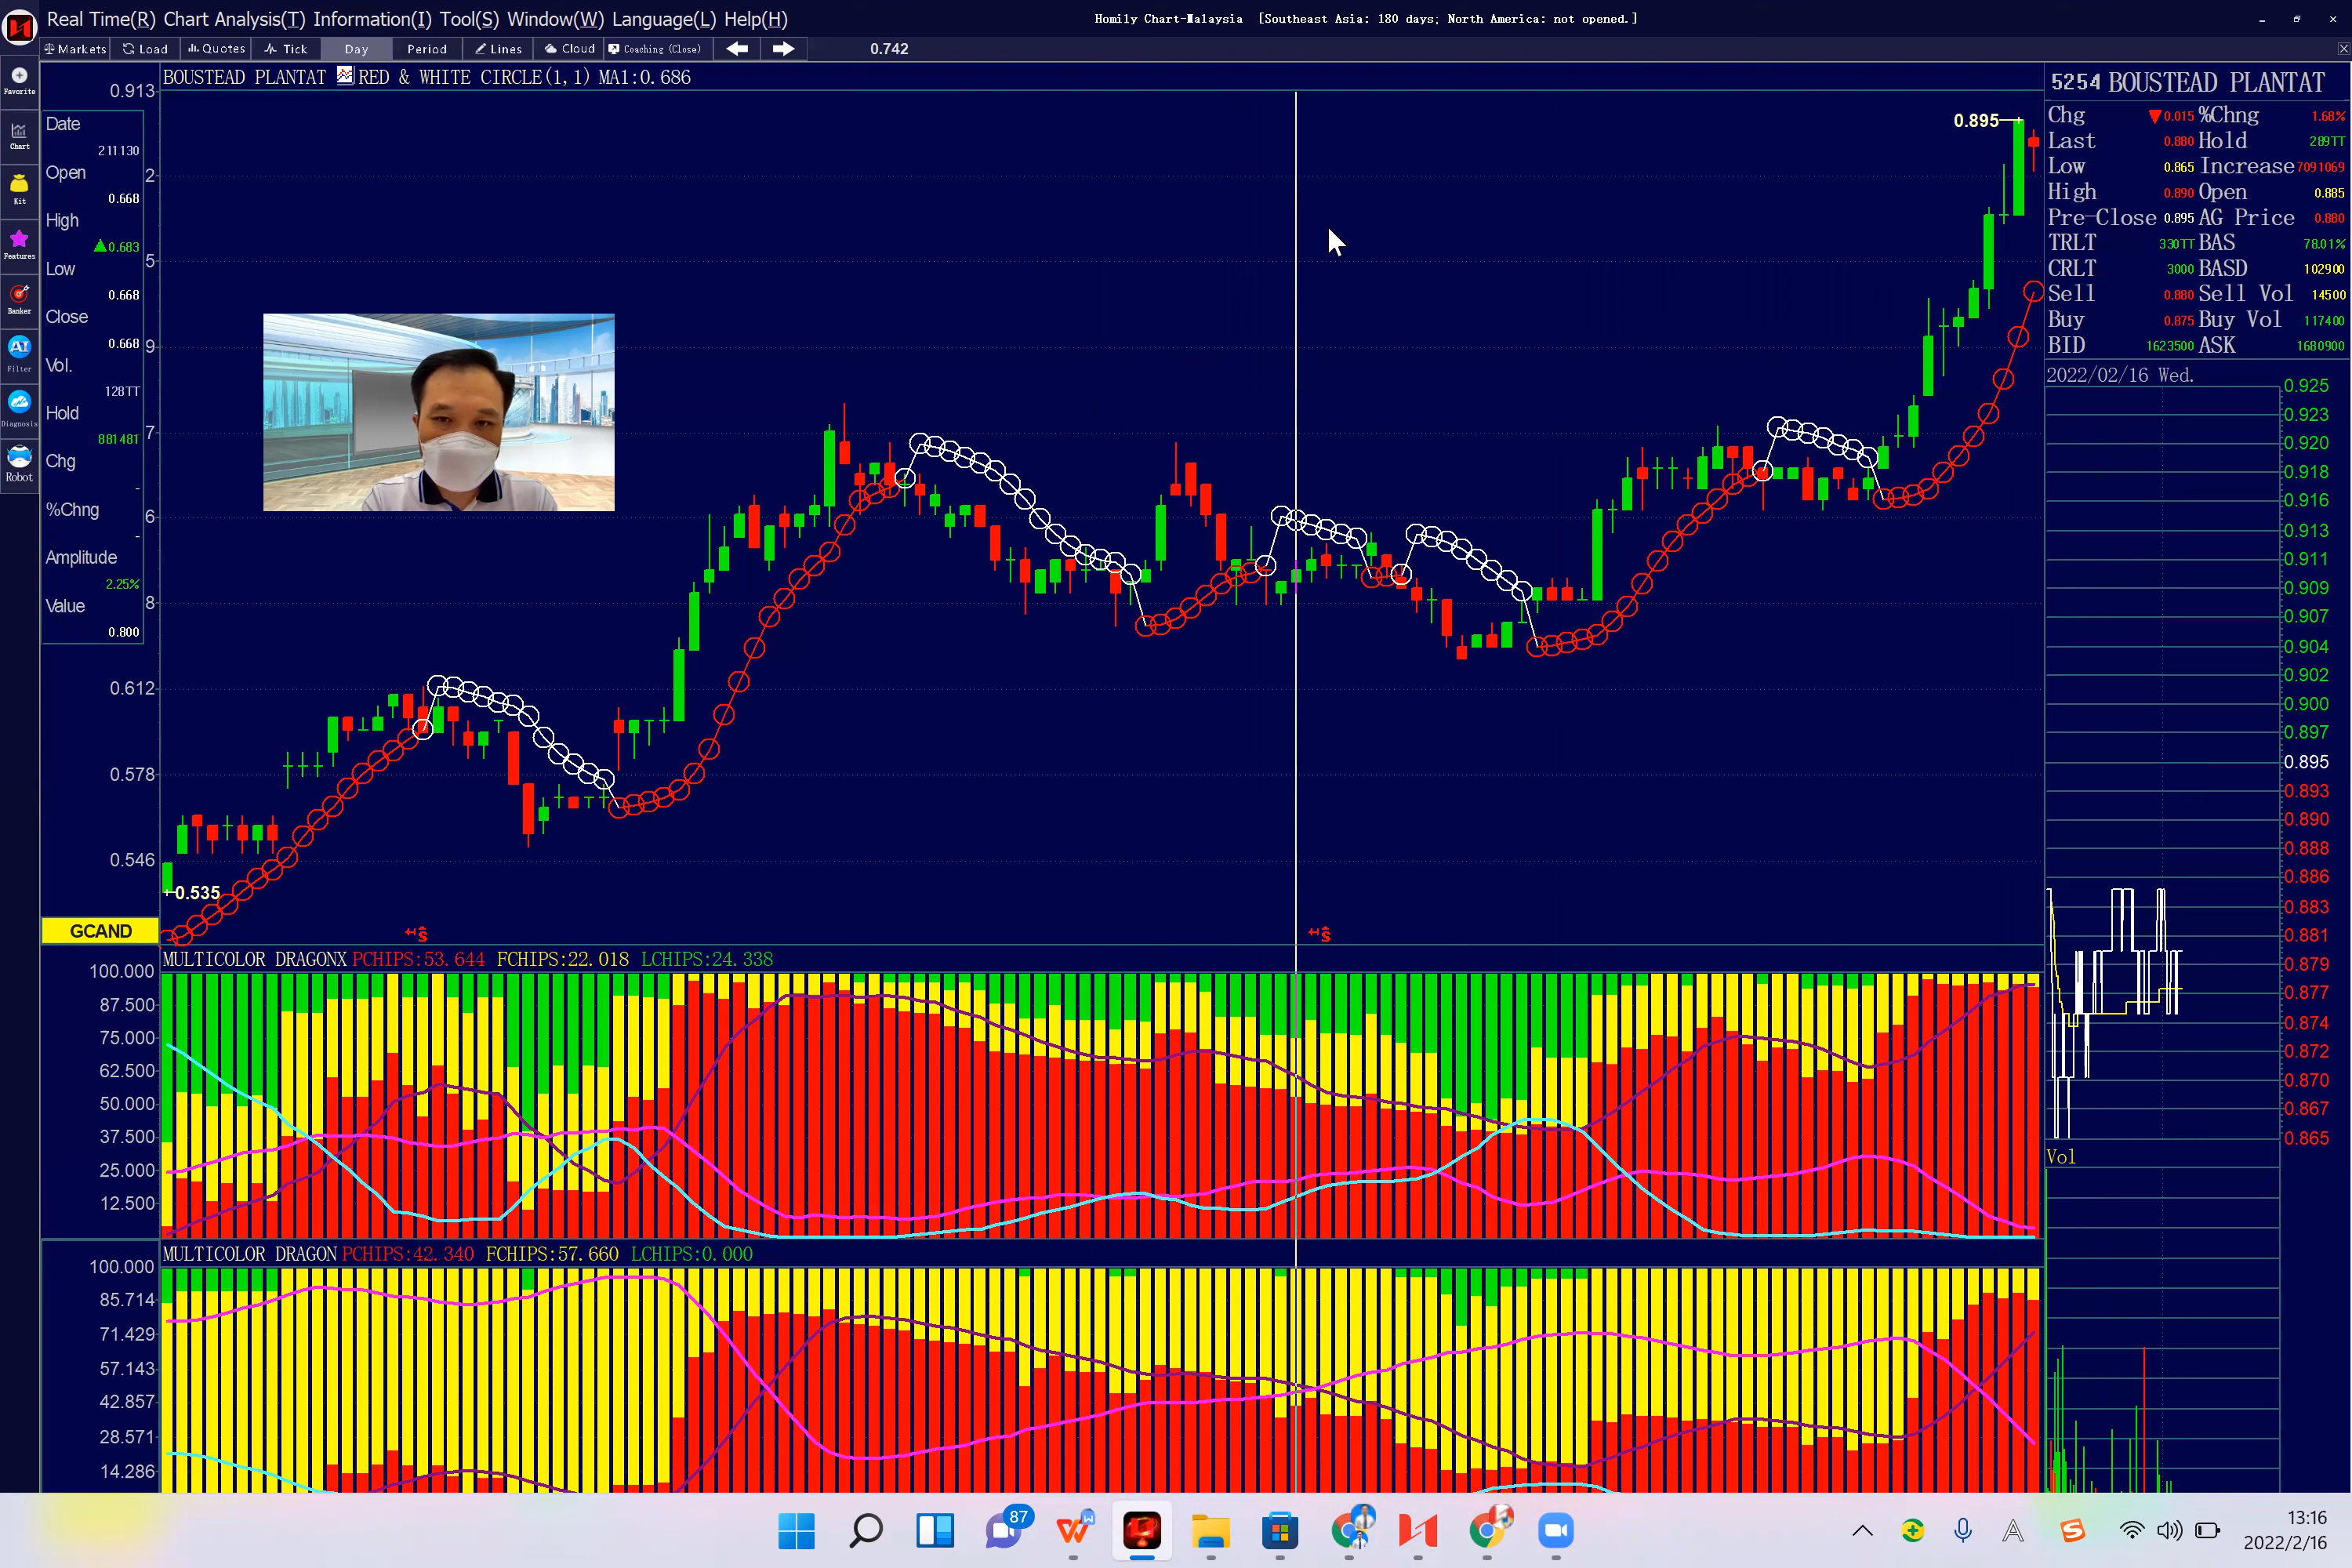 Real Time(R) Chart Analysis(T) Information(I) Tool(S) Window(W) Language(L) Help(H)
Homily Chart-Malaysia [Southeast Asia: 180 days; North America: not opened.]
Markets Load Quotes Tick Day Period Lines Cloud Coaching (Close) 0.742
Favorite
Chart
Kit
Features
Banker
AI
Filter
Diagnosis
Robot
BOUSTEAD PLANTAT RED & WHITE CIRCLE(1,1) MA1:0.686
0.913
2
5
9
7
6
8
0.612
0.578
0.546
Date
211130
Open
0.668
High
0.683
Low
0.668
Close
0.668
Vol.
128TT
Hold
881481
Chg
-
%Chng
-
Amplitude
2.25%
Value
0.800
0.895
0.535
GCAND
MULTICOLOR DRAGONX PCHIPS:53.644 FCHIPS:22.018 LCHIPS:24.338
100.000
87.500
75.000
62.500
50.000
37.500
25.000
12.500
MULTICOLOR DRAGON PCHIPS:42.340 FCHIPS:57.660 LCHIPS:0.000
100.000
85.714
71.429
57.143
42.857
28.571
14.286
5254 BOUSTEAD PLANTAT
Chg 0.015 %Chng 1.68%
Last 0.880 Hold 289TT
Low 0.865 Increase 7091069
High 0.890 Open 0.885
Pre-Close 0.895 AG Price 0.880
TRLT 330TT BAS 78.01%
CRLT 3000 BASD 102900
Sell 0.880 Sell Vol 14500
Buy 0.875 Buy Vol 117400
BID 1623500 ASK 1680900
2022/02/16 Wed.
0.925
0.923
0.920
0.918
0.916
0.913
0.911
0.909
0.907
0.904
0.902
0.900
0.897
0.895
0.893
0.890
0.888
0.886
0.883
0.881
0.879
0.877
0.874
0.872
0.870
0.867
0.865
Vol
87
13:16
2022/2/16